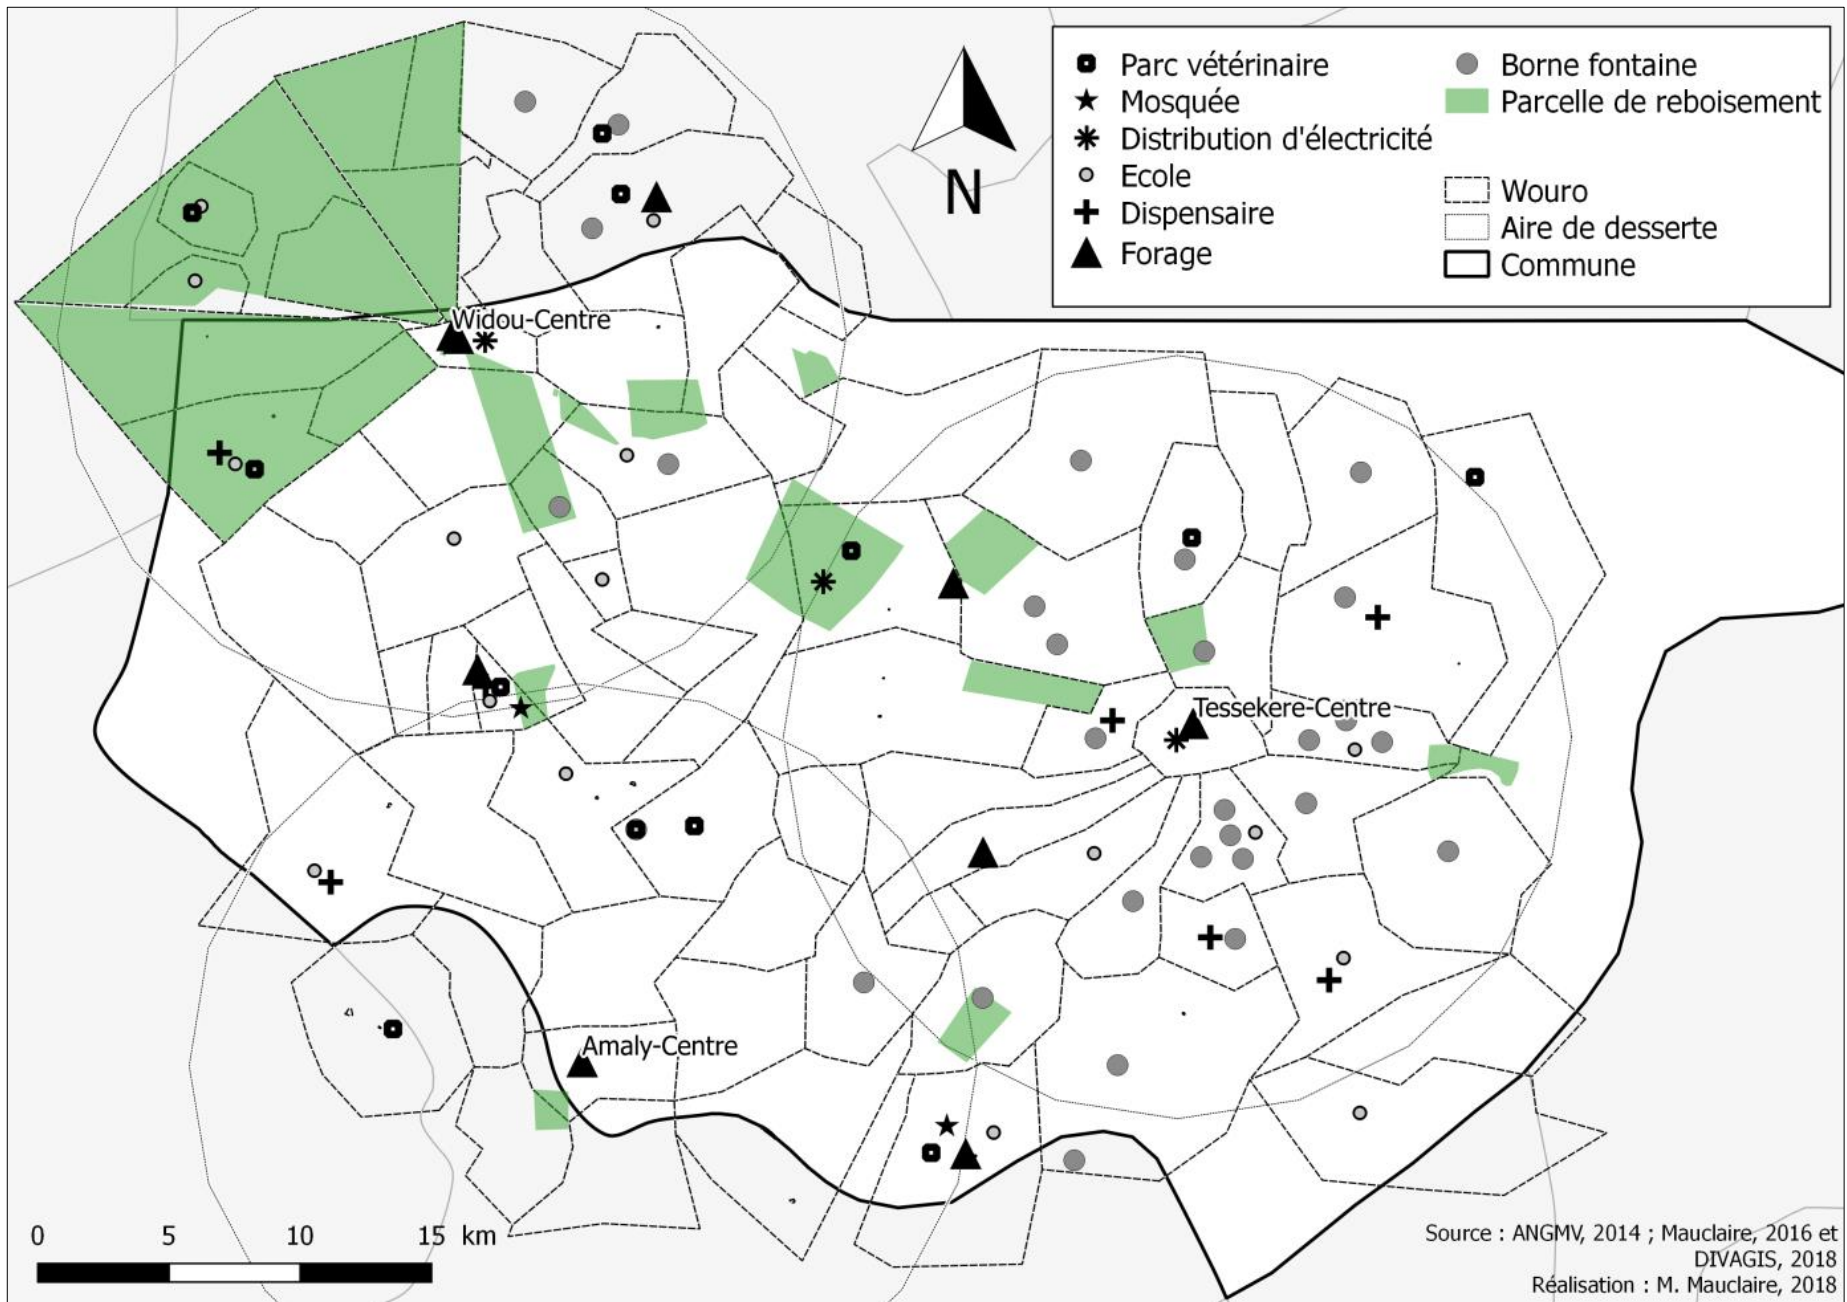 Parc vétérinaire
Mosquée
Distribution d'électricité
Ecole
Dispensaire
Forage
Borne fontaine
Parcelle de reboisement
Wouro
Aire de desserte
Commune
N
Widou-Centre
Tessekere-Centre
Amaly-Centre
0 5 10 15 km
Source : ANGMV, 2014 ; Mauclaire, 2016 et
DIVAGIS, 2018
Réalisation : M. Mauclaire, 2018